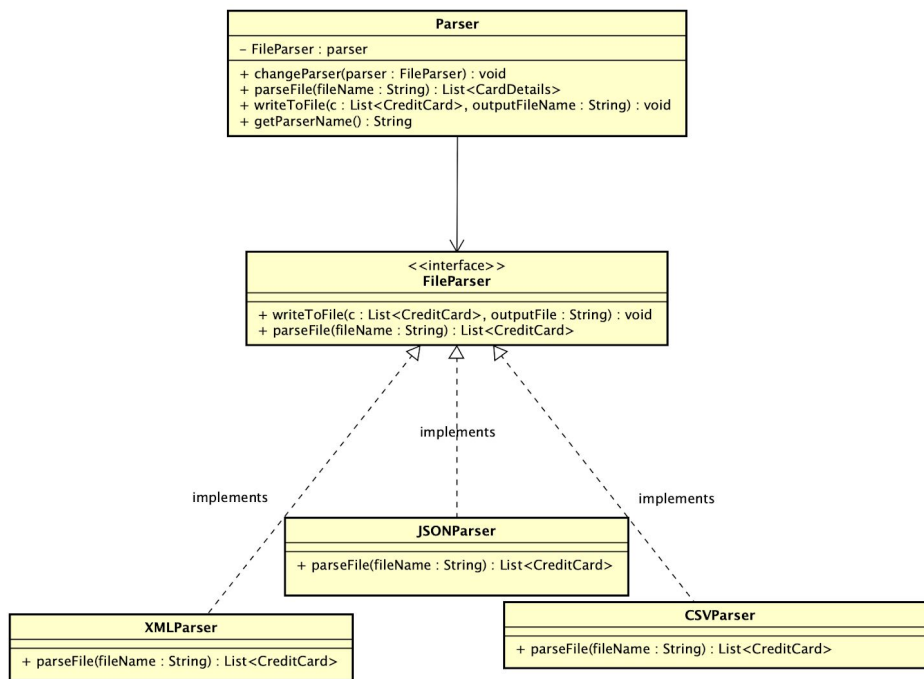 Parser
– FileParser : parser
+ changeParser(parser : FileParser) : void
+ parseFile(fileName : String) : List<CardDetails>
+ writeToFile(c : List<CreditCard>, outputFileName : String) : void
+ getParserName() : String
<<interface>>
FileParser
+ writeToFile(c : List<CreditCard>, outputFile : String) : void
+ parseFile(fileName : String) : List<CreditCard>
implements
implements
implements
JSONParser
+ parseFile(fileName : String) : List<CreditCard>
XMLParser
+ parseFile(fileName : String) : List<CreditCard>
CSVParser
+ parseFile(fileName : String) : List<CreditCard>